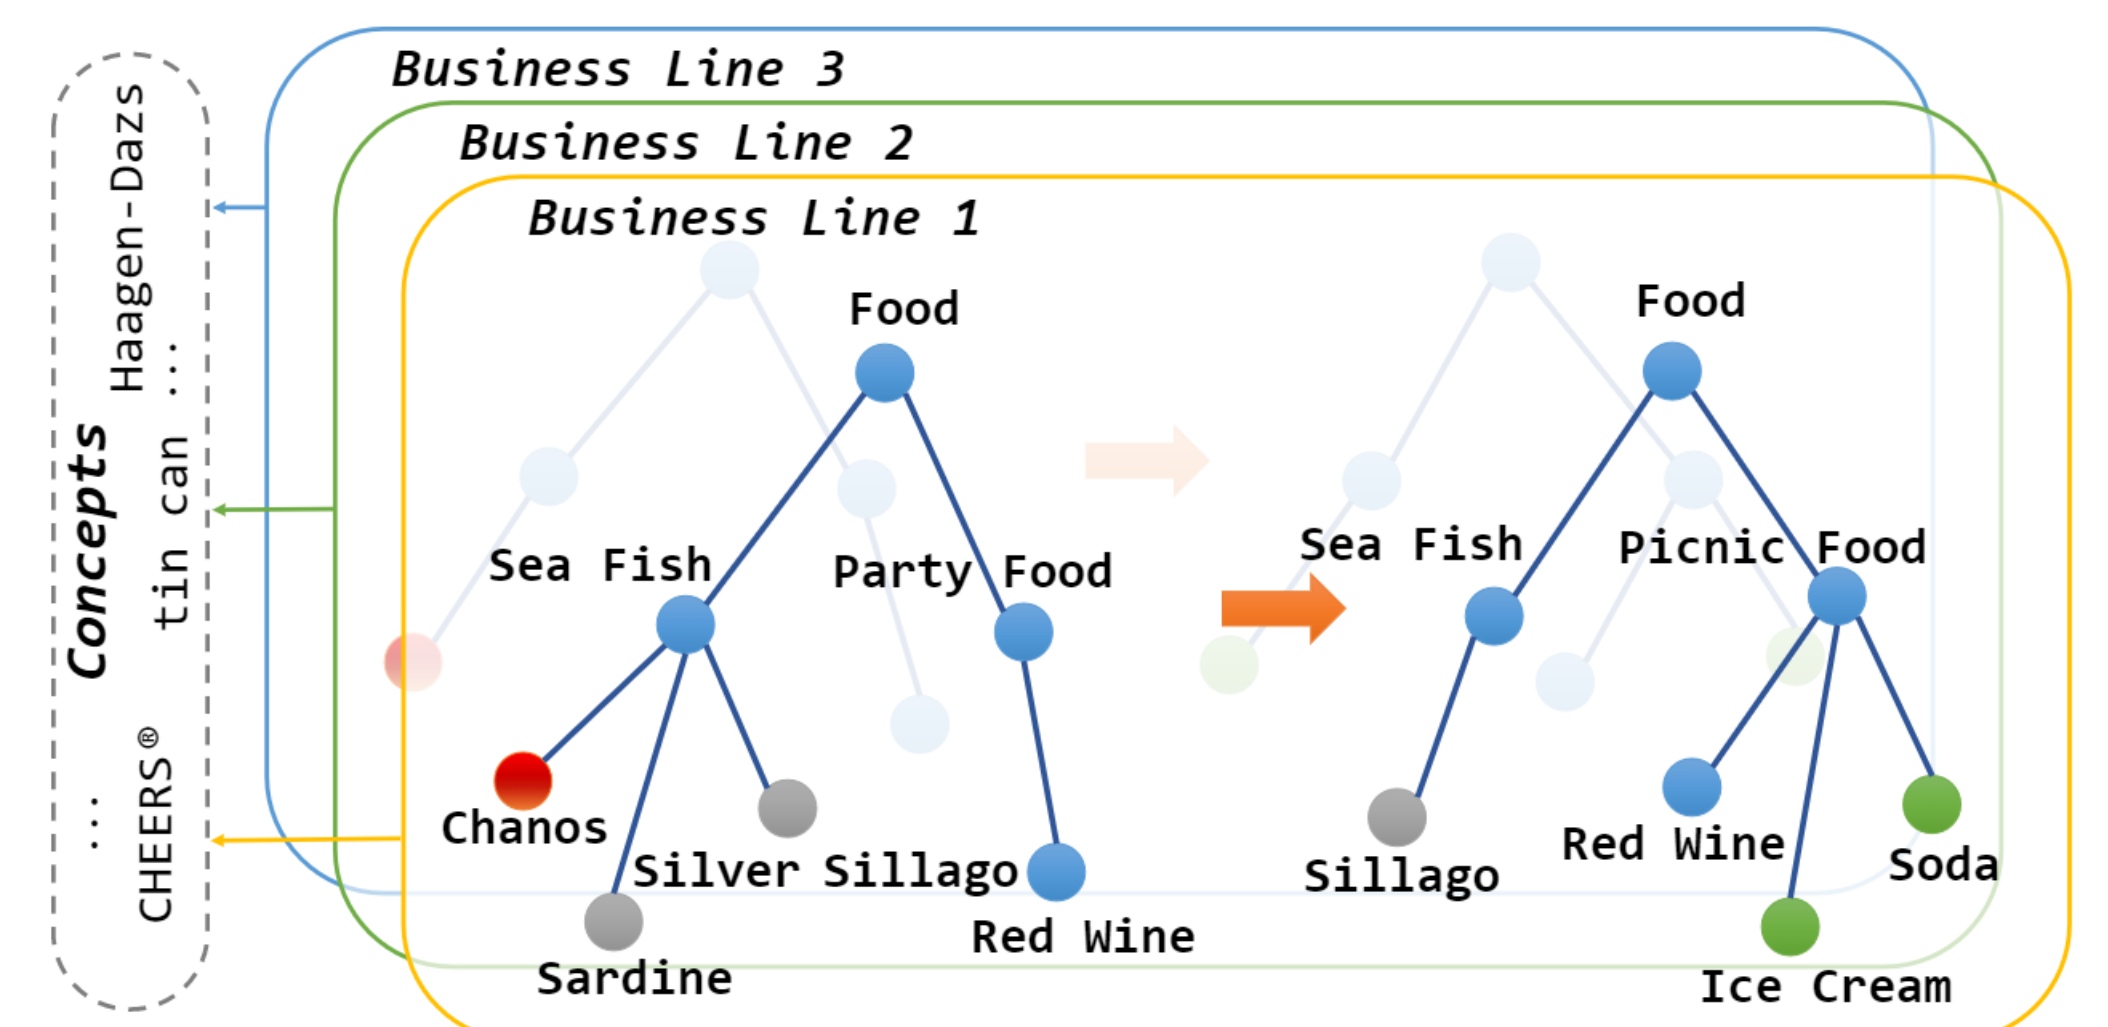 Business Line 3
Business Line 2
Business Line 1
Concepts
Haagen-Dazs
...
tin can
CHEERS®
...
Food
Sea Fish
Party Food
Chanos
Silver Sillago
Sardine
Red Wine
Food
Sea Fish
Picnic Food
Sillago
Red Wine
Soda
Ice Cream